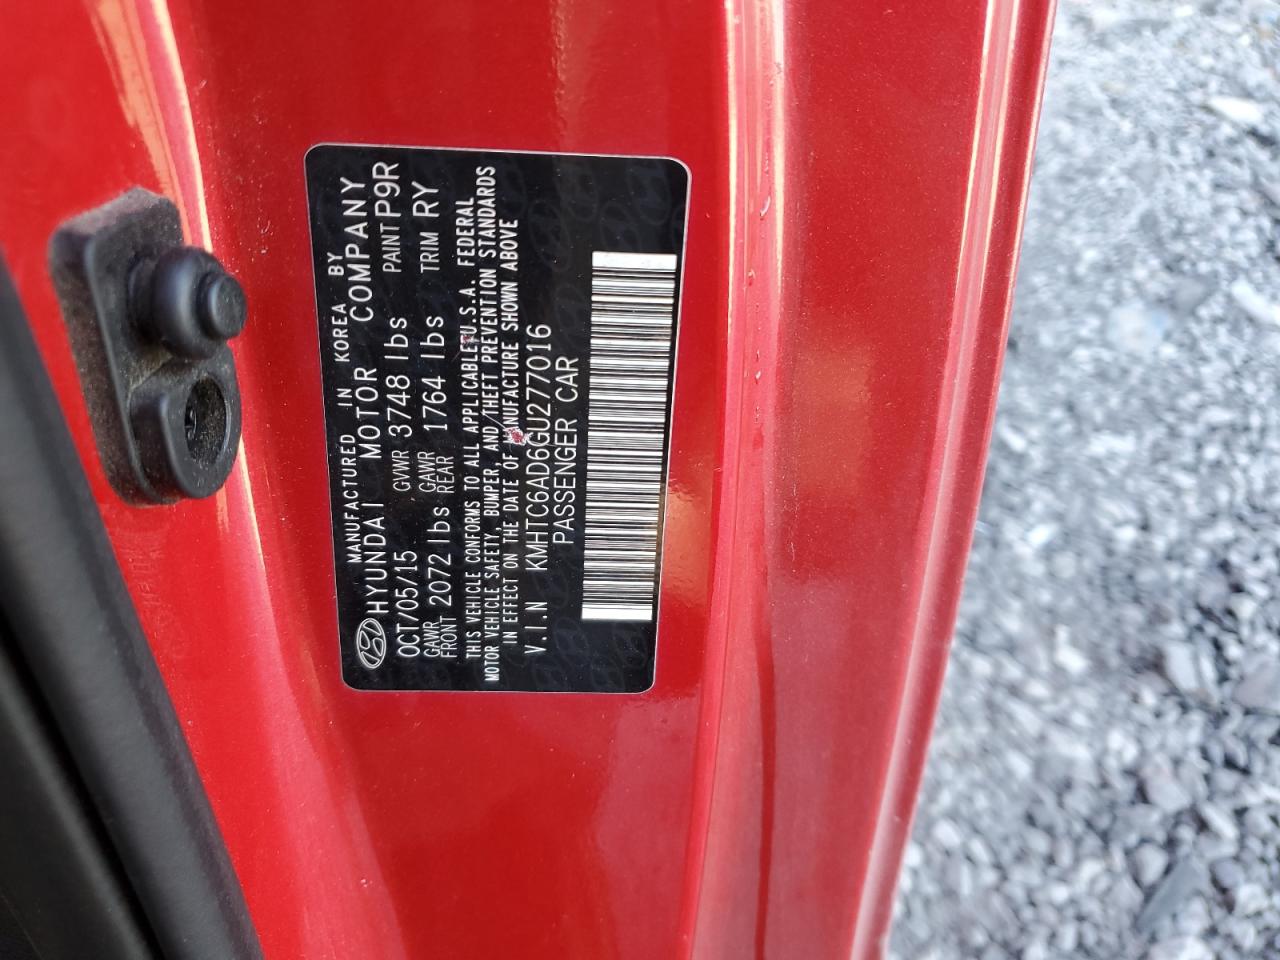 MANUFACTURED IN KOREA BY
HYUNDAI MOTOR COMPANY
OCT/05/15 GVWR 3748 lbs PAINT P9R
GAWR FRONT 2072 lbs GAWR REAR 1764 lbs TRIM RY
THIS VEHICLE CONFORMS TO ALL APPLICABLE U.S.A. FEDERAL
MOTOR VEHICLE SAFETY, BUMPER, AND THEFT PREVENTION STANDARDS
IN EFFECT ON THE DATE OF MANUFACTURE SHOWN ABOVE
V.I.N KMHTC6AD6GU277016
PASSENGER CAR